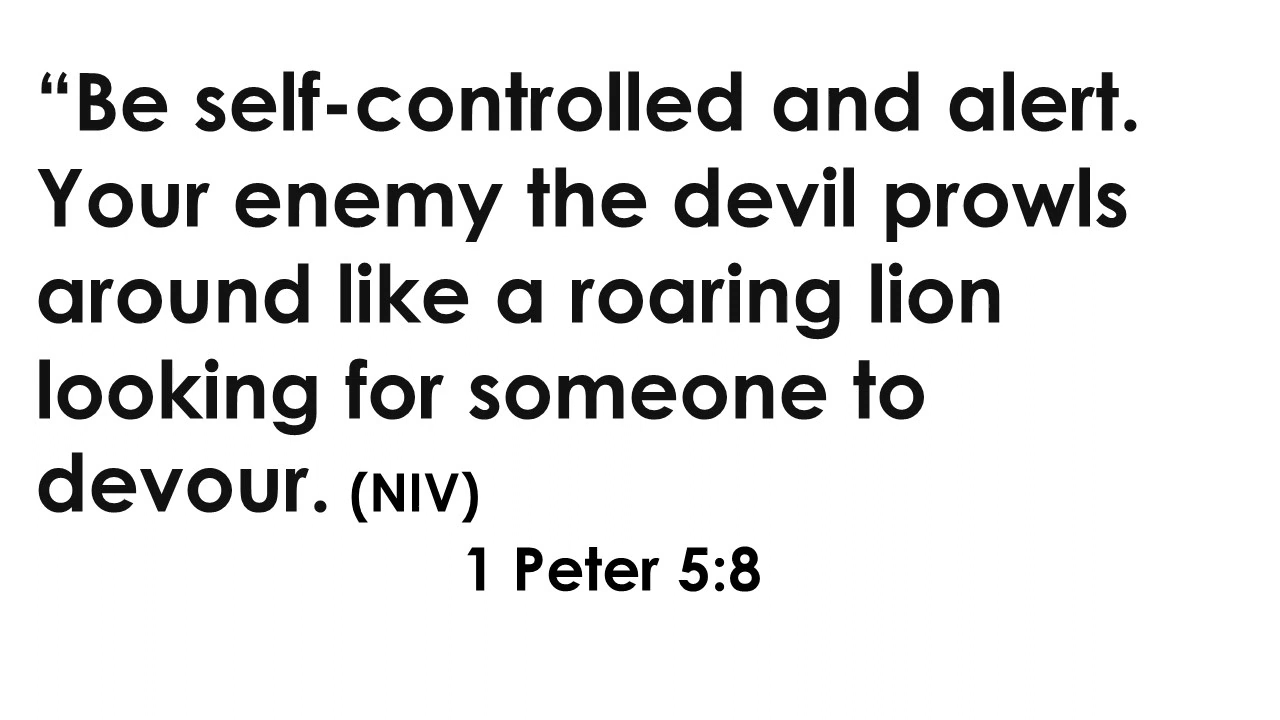 “Be self-controlled and alert.
Your enemy the devil prowls
around like a roaring lion
looking for someone to
devour. (NIV)
1 Peter 5:8